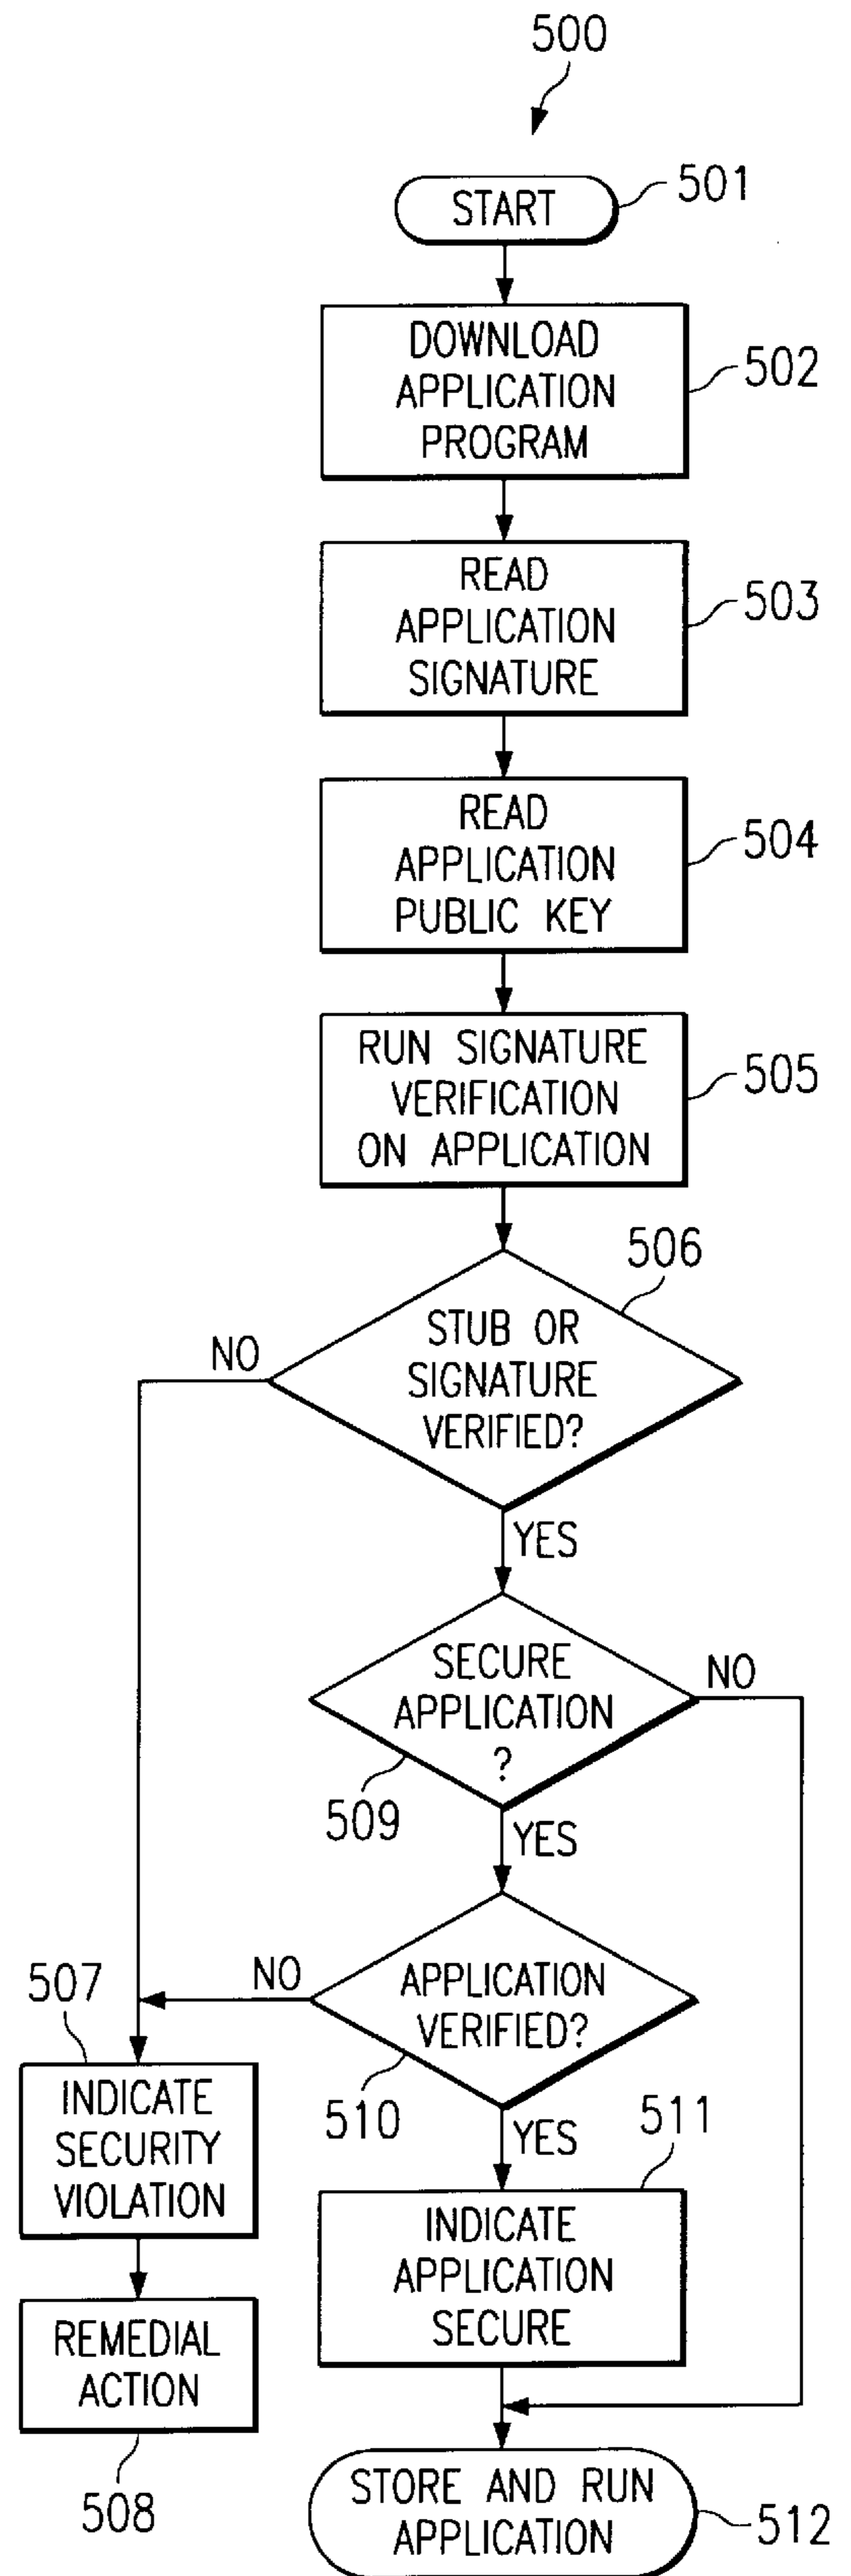 500
START
501
DOWNLOAD
APPLICATION
PROGRAM
502
READ
APPLICATION
SIGNATURE
503
READ
APPLICATION
PUBLIC KEY
504
RUN SIGNATURE
VERIFICATION
ON APPLICATION
505
506
STUB OR
SIGNATURE
VERIFIED?
NO
YES
SECURE
APPLICATION
?
NO
509
YES
APPLICATION
VERIFIED?
NO
510
YES
507
INDICATE
SECURITY
VIOLATION
511
INDICATE
APPLICATION
SECURE
REMEDIAL
ACTION
508
STORE AND RUN
APPLICATION
512